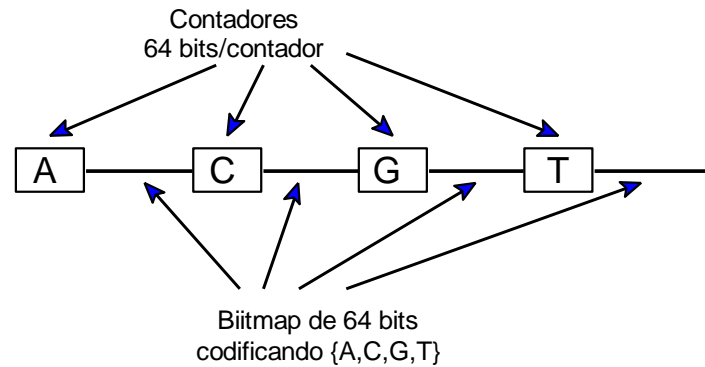 Contadores
64 bits/contador
A C G T
Biitmap de 64 bits
codificando {A,C,G,T}